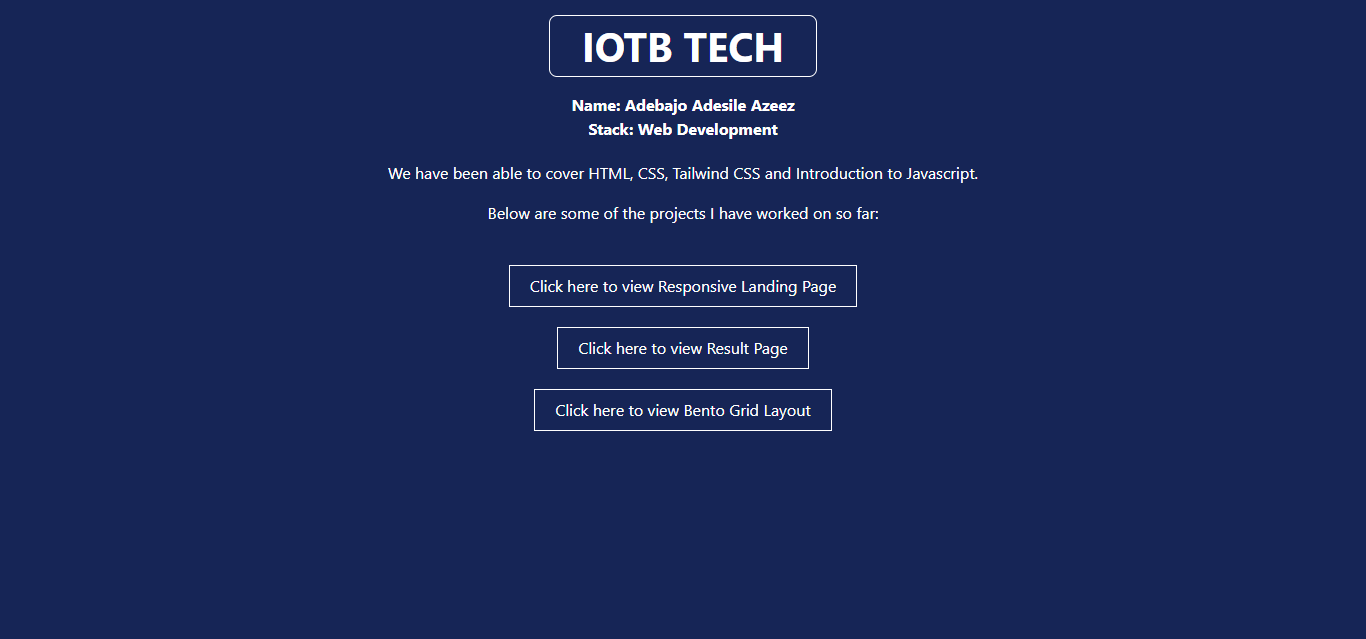 IOTB TECH
Name: Adebajo Adesile Azeez
Stack: Web Development
We have been able to cover HTML, CSS, Tailwind CSS and Introduction to Javascript.
Below are some of the projects I have worked on so far:
Click here to view Responsive Landing Page
Click here to view Result Page
Click here to view Bento Grid Layout